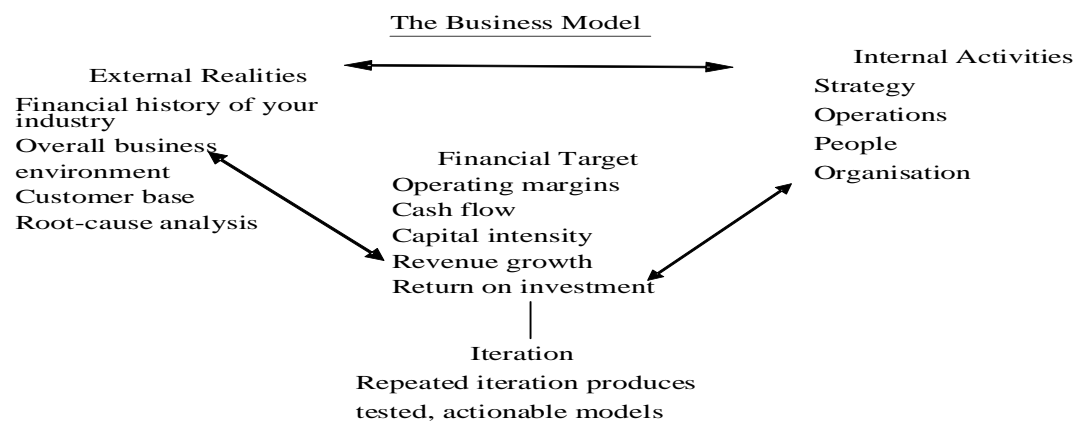 The Business Model
External Realities
Financial history of your
industry
Overall business
environment
Customer base
Root-cause analysis
Financial Target
Operating margins
Cash flow
Capital intensity
Revenue growth
Return on investment
Internal Activities
Strategy
Operations
People
Organisation
Iteration
Repeated iteration produces
tested, actionable models